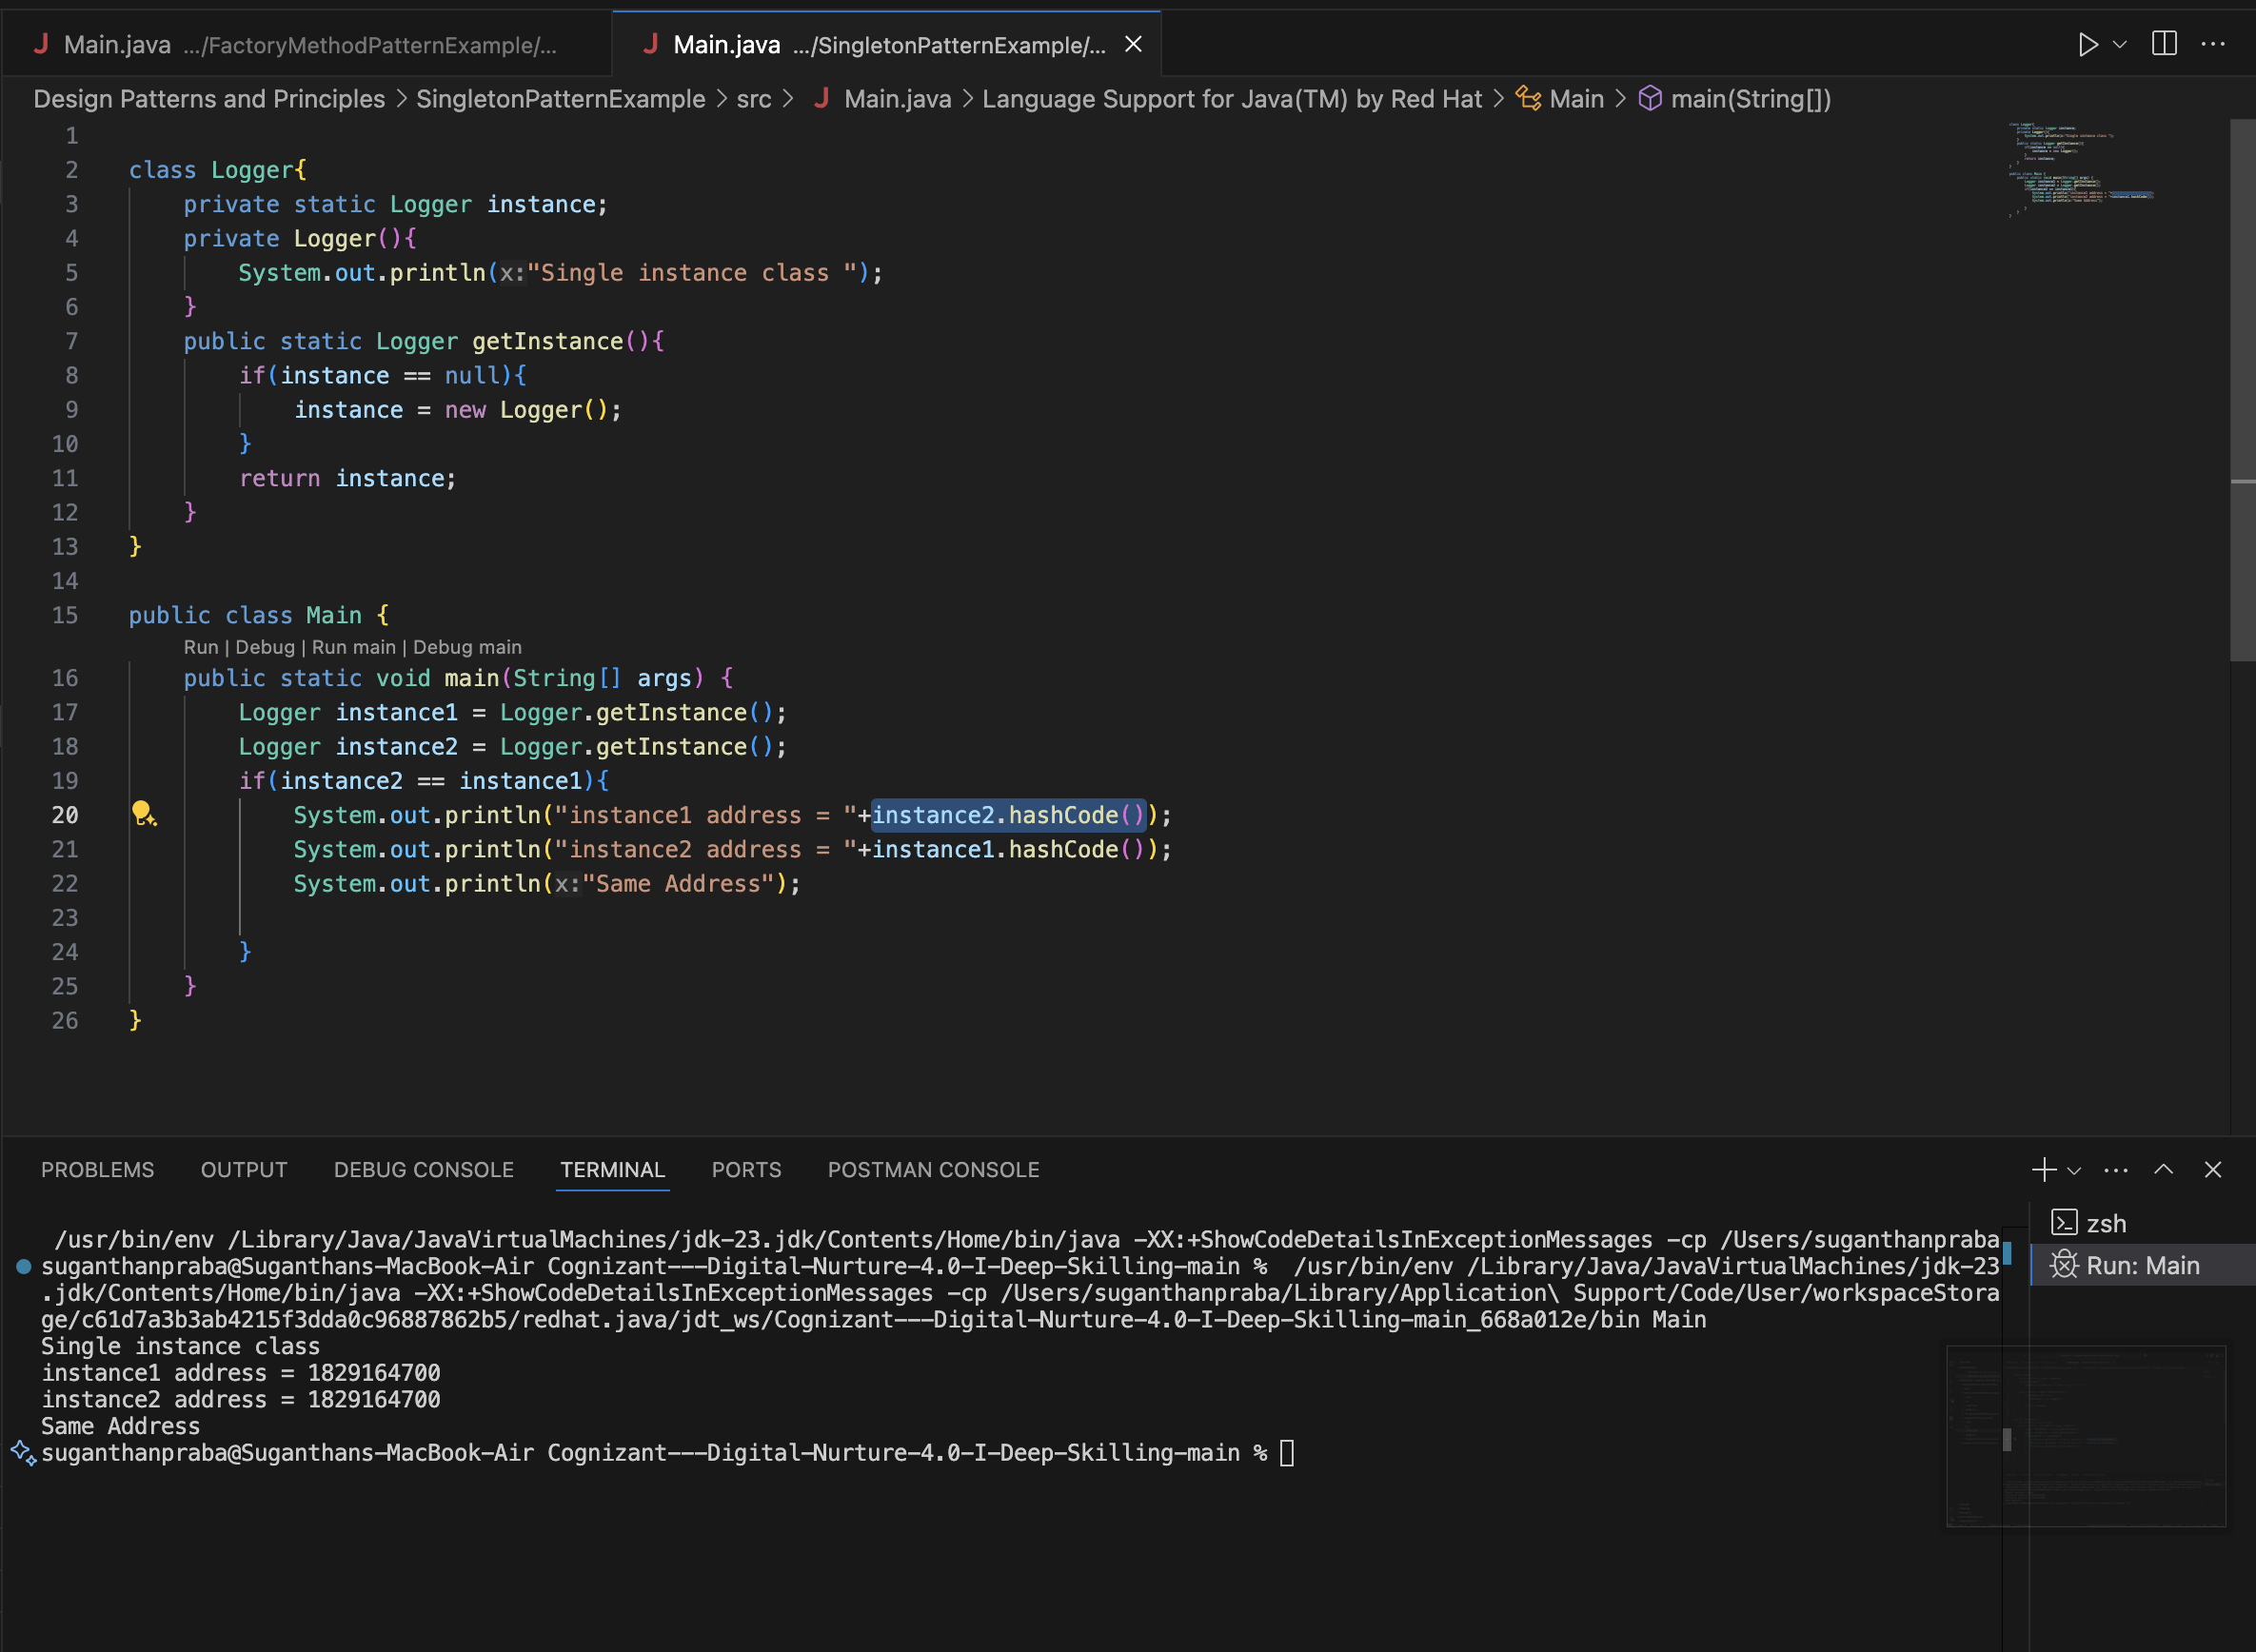 Main.java .../FactoryMethodPatternExample/...
Main.java .../SingletonPatternExample/...
Design Patterns and Principles > SingletonPatternExample > src > Main.java > Language Support for Java(TM) by Red Hat > Main > main(String[])
1
2 class Logger{
3 private static Logger instance;
4 private Logger(){
5 System.out.println(x:"Single instance class ");
6 }
7 public static Logger getInstance(){
8 if(instance == null){
9 instance = new Logger();
10 }
11 return instance;
12 }
13 }
14
15 public class Main {
Run | Debug | Run main | Debug main
16 public static void main(String[] args) {
17 Logger instance1 = Logger.getInstance();
18 Logger instance2 = Logger.getInstance();
19 if(instance2 == instance1){
20 System.out.println("instance1 address = "+instance2.hashCode());
21 System.out.println("instance2 address = "+instance1.hashCode());
22 System.out.println(x:"Same Address");
23
24 }
25 }
26 }
PROBLEMS OUTPUT DEBUG CONSOLE TERMINAL PORTS POSTMAN CONSOLE
/usr/bin/env /Library/Java/JavaVirtualMachines/jdk-23.jdk/Contents/Home/bin/java -XX:+ShowCodeDetailsInExceptionMessages -cp /Users/suganthanpraba
suganthanpraba@Suganthans-MacBook-Air Cognizant---Digital-Nurture-4.0-I-Deep-Skilling-main % /usr/bin/env /Library/Java/JavaVirtualMachines/jdk-23
.jdk/Contents/Home/bin/java -XX:+ShowCodeDetailsInExceptionMessages -cp /Users/suganthanpraba/Library/Application\ Support/Code/User/workspaceStora
ge/c61d7a3b3ab4215f3dda0c96887862b5/redhat.java/jdt_ws/Cognizant---Digital-Nurture-4.0-I-Deep-Skilling-main_668a012e/bin Main
Single instance class
instance1 address = 1829164700
instance2 address = 1829164700
Same Address
suganthanpraba@Suganthans-MacBook-Air Cognizant---Digital-Nurture-4.0-I-Deep-Skilling-main %
zsh
Run: Main